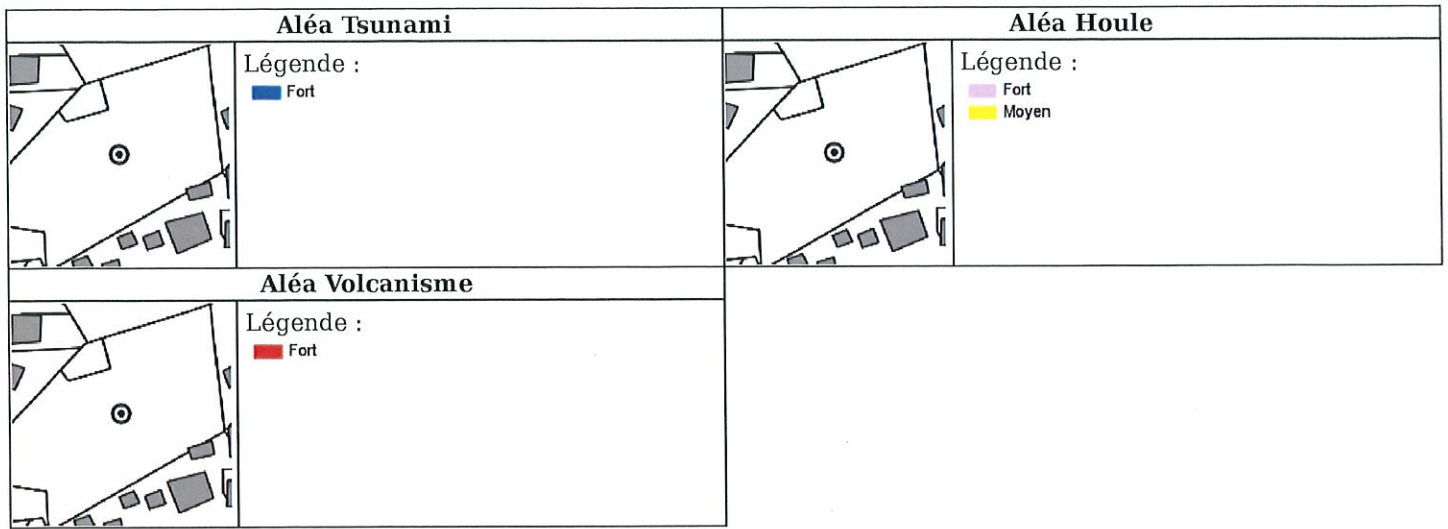 Aléa Tsunami
Légende :
Fort
Aléa Houle
Légende :
Fort
Moyen
Aléa Volcanisme
Légende :
Fort